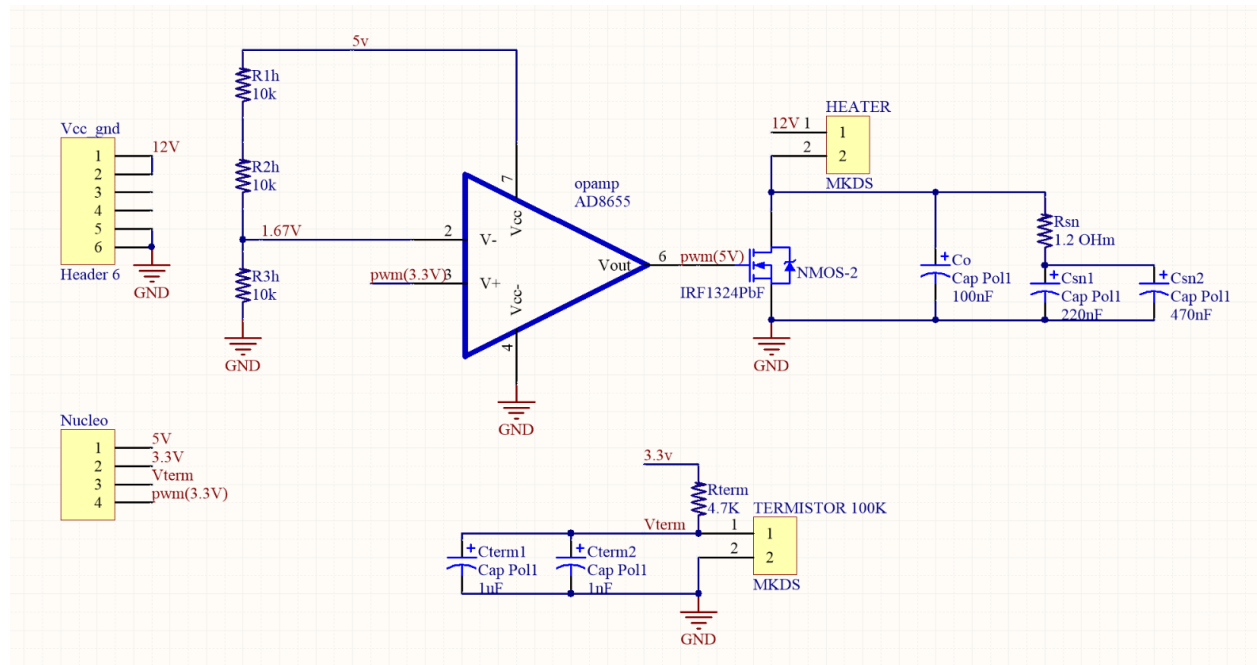 5v
R1h
10k
R2h
10k
1.67V
R3h
10k
GND
Vcc_gnd
1
2
3
4
5
6
12V
Header 6
GND
2
V-
pwm(3.3V)
3
V+
7
Vcc
Vcc-
4
GND
opamp
AD8655
Vout
6
pwm(5V)
IRF1324PbF
NMOS-2
GND
HEATER
12V
1
1
2
2
MKDS
Co
Cap Pol1
100nF
Rsn
1.2 OHm
Csn1
Cap Pol1
220nF
Csn2
Cap Pol1
470nF
Nucleo
1
2
3
4
5V
3.3V
Vterm
pwm(3.3V)
3.3v
Rterm
4.7K
Vterm
TERMISTOR 100K
1
1
2
2
MKDS
Cterm1
Cap Pol1
1uF
Cterm2
Cap Pol1
1nF
GND